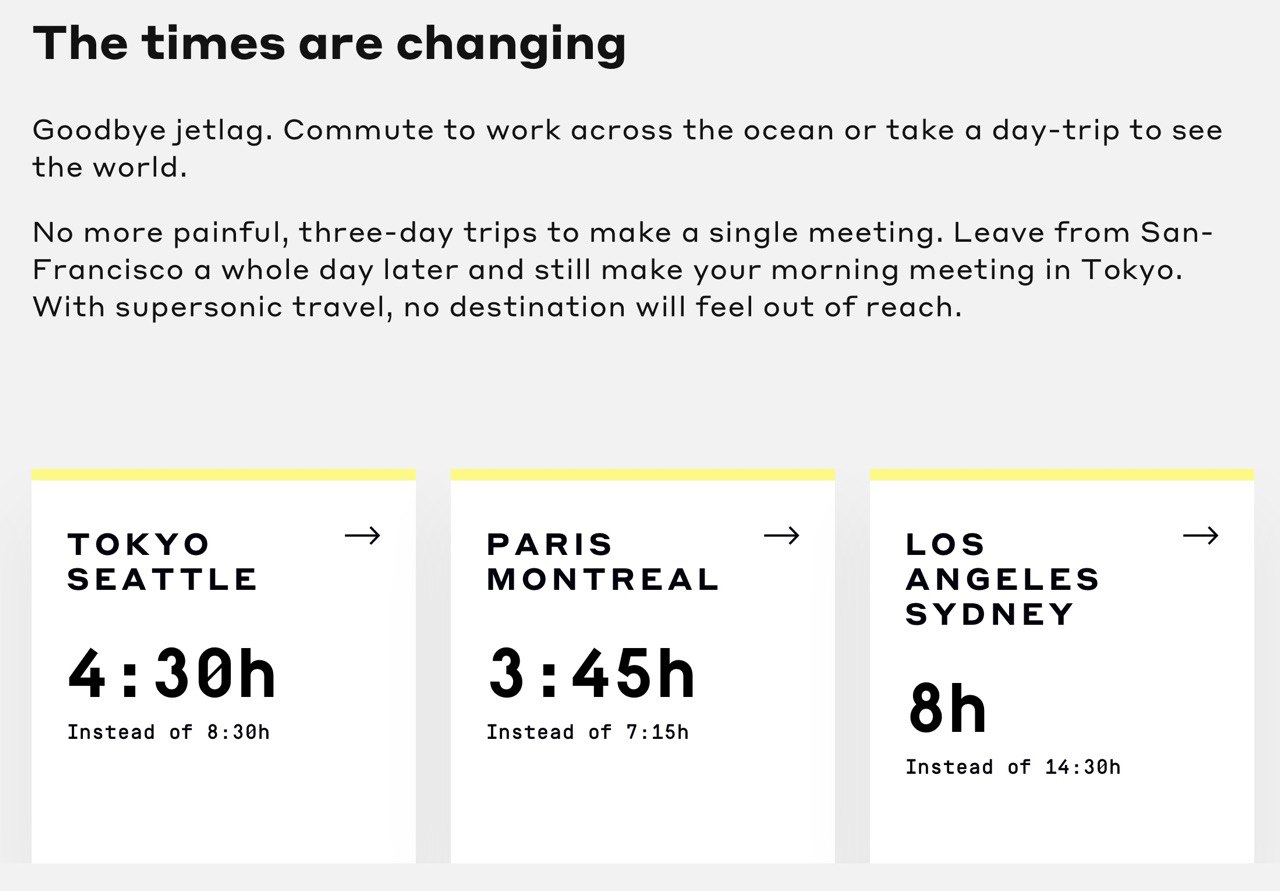 The times are changing
Goodbye jetlag. Commute to work across the ocean or take a day-trip to see
the world.
No more painful, three-day trips to make a single meeting. Leave from San-
Francisco a whole day later and still make your morning meeting in Tokyo.
With supersonic travel, no destination will feel out of reach.
TOKYO
SEATTLE
4:30h
Instead of 8:30h
PARIS
MONTREAL
3:45h
Instead of 7:15h
LOS
ANGELES
SYDNEY
8h
Instead of 14:30h